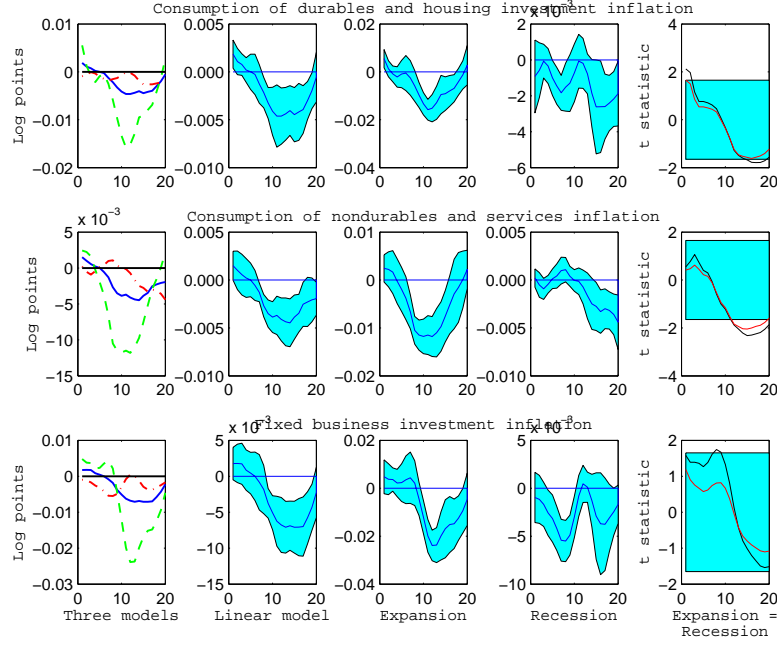 Consumption of durables and housing investment inflation
x 10⁻³
Log points
0.01
0
−0.01
−0.02
0 10 20
0.005
0.000
−0.005
−0.010
0 10 20
0.02
0
−0.02
−0.04
0 10 20
2
0
−2
−4
−6
0 10 20
t statistic
4
2
0
−2
0 10 20
Consumption of nondurables and services inflation
x 10⁻³
Log points
5
0
−5
−10
−15
0 10 20
0.005
0.000
−0.005
−0.010
0 10 20
0.01
0
−0.01
−0.02
0 10 20
0.005
0.000
−0.005
−0.010
0 10 20
t statistic
2
0
−2
−4
0 10 20
Fixed business investment inflation
x 10⁻³
x 10⁻³
Log points
0.01
0
−0.01
−0.02
−0.03
0 10 20
Three models
5
0
−5
−10
−15
0 10 20
Linear model
0.02
0
−0.02
−0.04
0 10 20
Expansion
5
0
−5
−10
0 10 20
Recession
t statistic
2
1
0
−1
−2
0 10 20
Expansion =
Recession